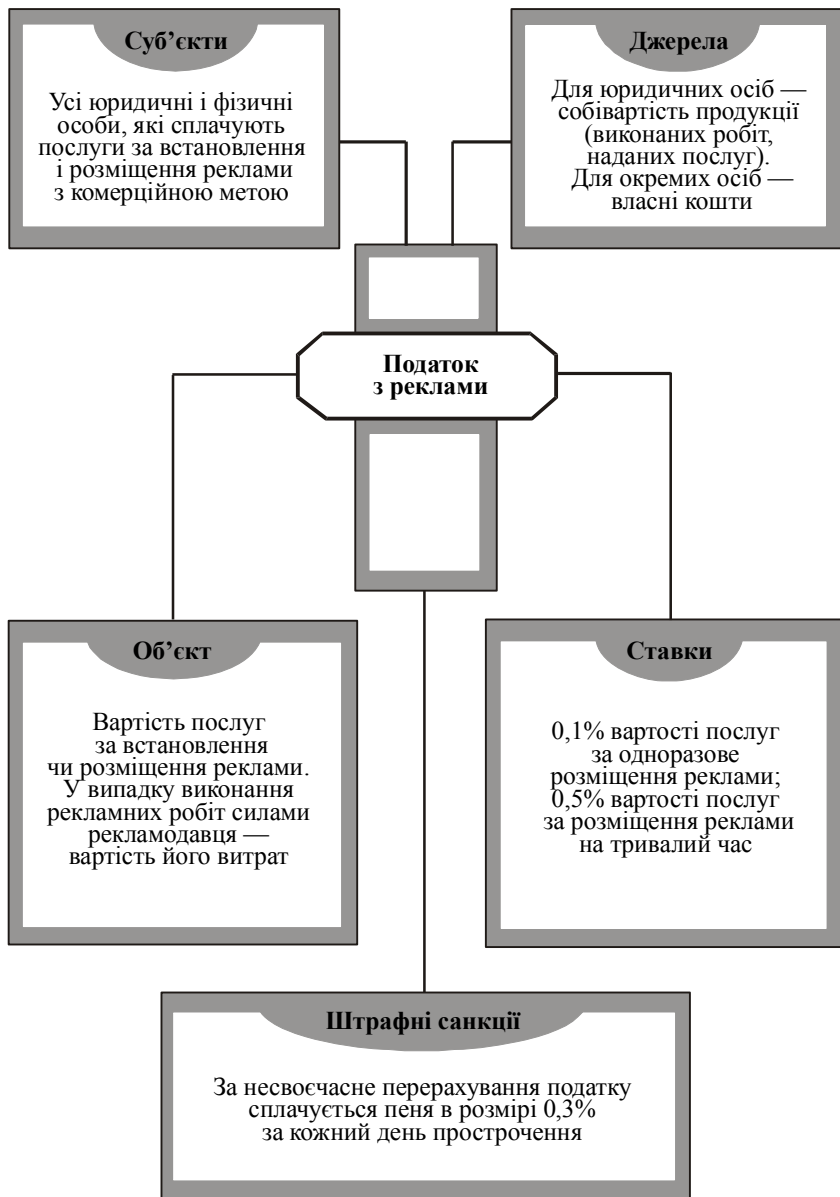 Суб’єкти
Усі юридичні і фізичні
особи, які сплачують
послуги за встановлення
і розміщення реклами
з комерційною метою
Джерела
Для юридичних осіб —
собівартість продукції
(виконаних робіт,
наданих послуг).
Для окремих осіб —
власні кошти
Податок
з реклами
Об’єкт
Вартість послуг
за встановлення
чи розміщення реклами.
У випадку виконання
рекламних робіт силами
рекламодавця —
вартість його витрат
Ставки
0,1% вартості послуг
за одноразове
розміщення реклами;
0,5% вартості послуг
за розміщення реклами
на тривалий час
Штрафні санкції
За несвоєчасне перерахування податку
сплачується пеня в розмірі 0,3%
за кожний день прострочення